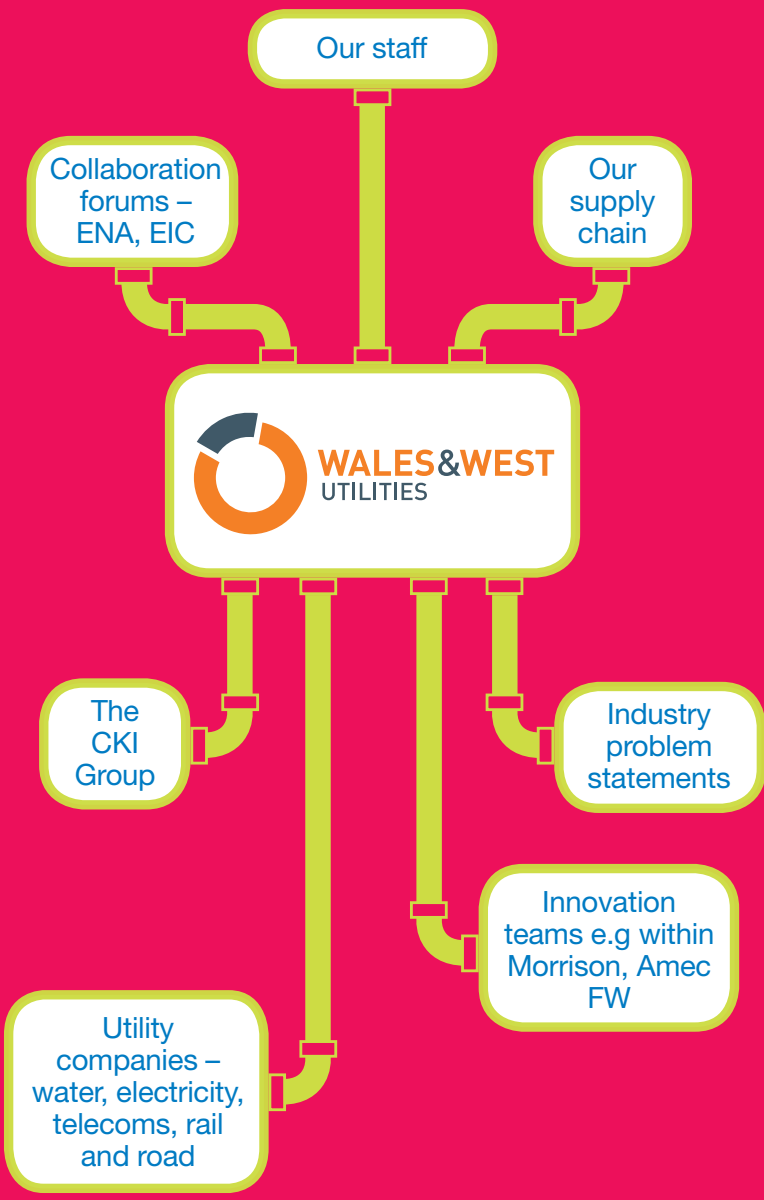 Our staff
Collaboration
forums –
ENA, EIC
Our
supply
chain
WALES&WEST
UTILITIES
The
CKI
Group
Industry
problem
statements
Innovation
teams e.g within
Morrison, Amec
FW
Utility
companies –
water, electricity,
telecoms, rail
and road